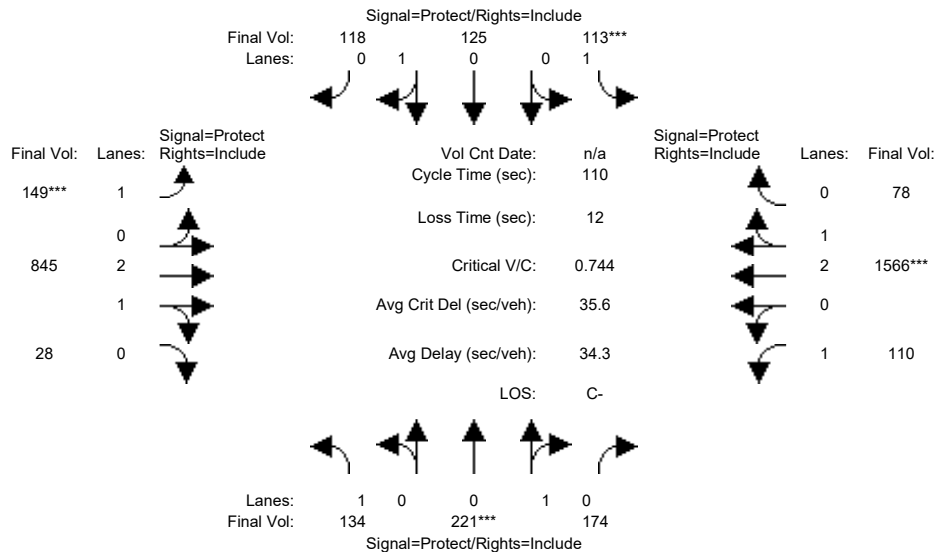 Signal=Protect/Rights=Include
Final Vol: 118 125 113***
Lanes: 0 1 0 0 1
Signal=Protect
Final Vol: Lanes: Rights=Include
Vol Cnt Date: n/a
Signal=Protect
Rights=Include Lanes: Final Vol:
Cycle Time (sec): 110
149*** 1
0 78
Loss Time (sec): 12
0
1
845 2
Critical V/C: 0.744
2 1566***
1
Avg Crit Del (sec/veh): 35.6
0
28 0
Avg Delay (sec/veh): 34.3
1 110
LOS: C-
Lanes: 1 0 0 1 0
Final Vol: 134 221*** 174
Signal=Protect/Rights=Include